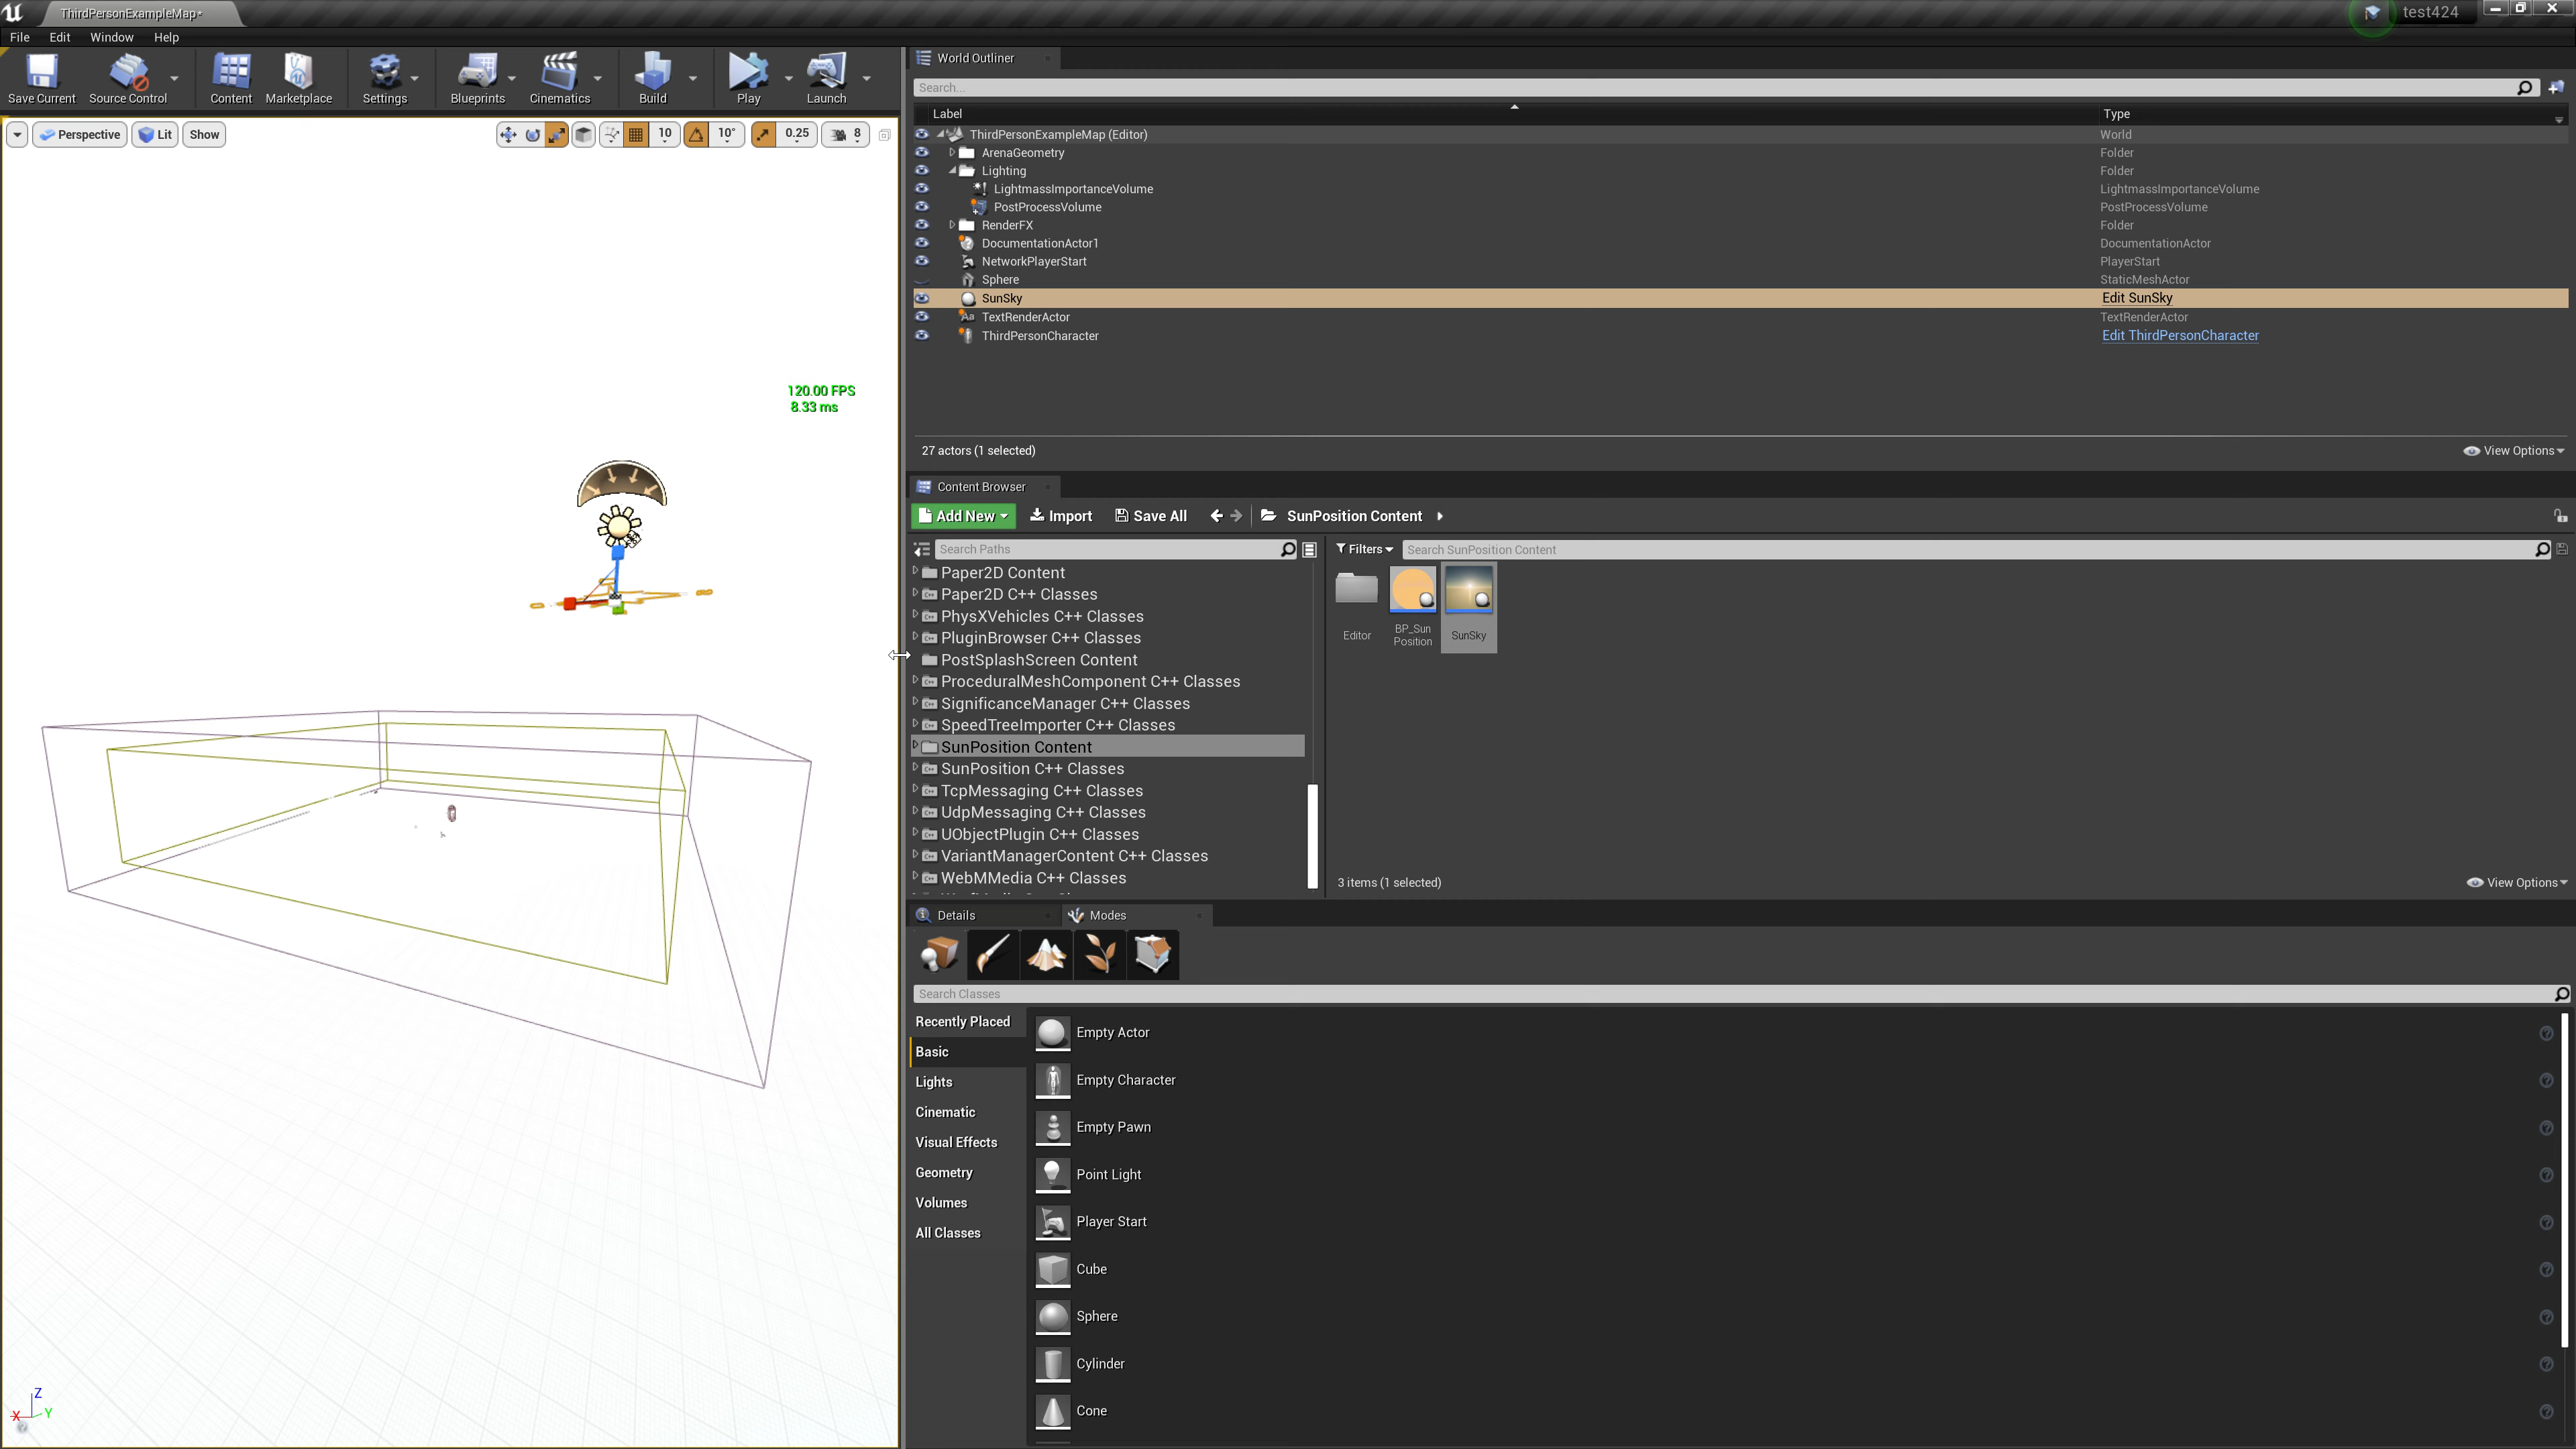 ThirdPersonExampleMap*
test424
File Edit Window Help
Save Current Source Control Content Marketplace Settings Blueprints Cinematics Build Play Launch
Perspective Lit Show 10 10° 0.25 8
120.00 FPS
8.33 ms
Z
X Y
World Outliner
Search...
Label Type
ThirdPersonExampleMap (Editor) World
ArenaGeometry Folder
Lighting Folder
LightmassImportanceVolume LightmassImportanceVolume
PostProcessVolume PostProcessVolume
RenderFX Folder
DocumentationActor1 DocumentationActor
NetworkPlayerStart PlayerStart
Sphere StaticMeshActor
SunSky Edit SunSky
TextRenderActor TextRenderActor
ThirdPersonCharacter Edit ThirdPersonCharacter
27 actors (1 selected) View Options
Content Browser
Add New Import Save All SunPosition Content
Search Paths
Paper2D Content
Paper2D C++ Classes
PhysXVehicles C++ Classes
PluginBrowser C++ Classes
PostSplashScreen Content
ProceduralMeshComponent C++ Classes
SignificanceManager C++ Classes
SpeedTreeImporter C++ Classes
SunPosition Content
SunPosition C++ Classes
TcpMessaging C++ Classes
UdpMessaging C++ Classes
UObjectPlugin C++ Classes
VariantManagerContent C++ Classes
WebMMedia C++ Classes
Filters Search SunPosition Content
Editor
BP_Sun
Position
SunSky
3 items (1 selected) View Options
Details Modes
Search Classes
Recently Placed
Basic
Lights
Cinematic
Visual Effects
Geometry
Volumes
All Classes
Empty Actor
Empty Character
Empty Pawn
Point Light
Player Start
Cube
Sphere
Cylinder
Cone